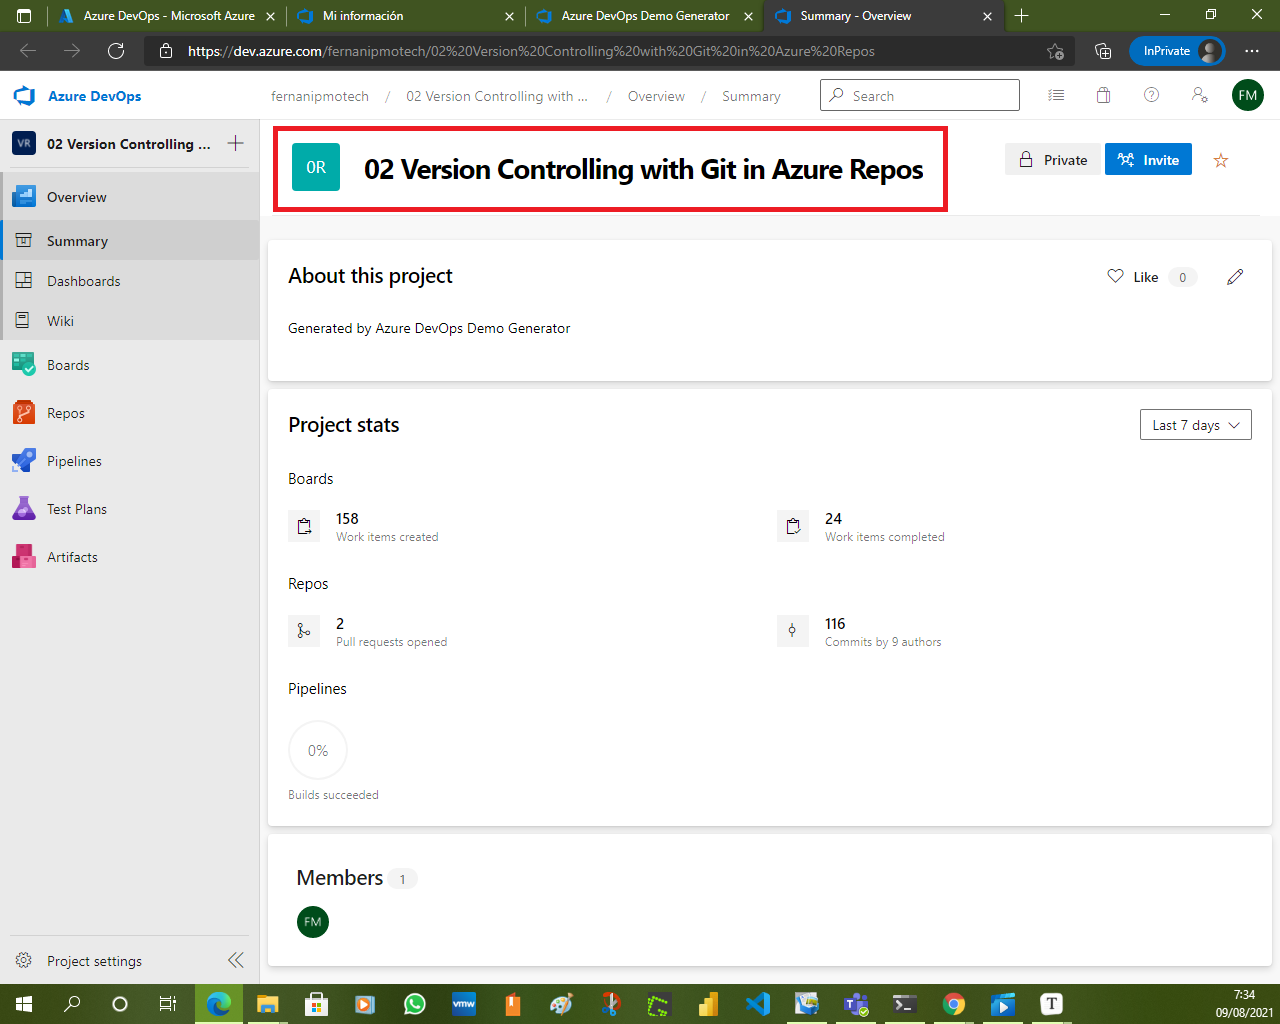 Azure DevOps - Microsoft Azure
Mi información
Azure DevOps Demo Generator
Summary - Overview
https://dev.azure.com/fernanipmotech/02%20Version%20Controlling%20with%20Git%20in%20Azure%20Repos
InPrivate
Azure DevOps
fernanipmotech / 02 Version Controlling with ... / Overview / Summary
Search
FM
VR
02 Version Controlling ...
Overview
Summary
Dashboards
Wiki
Boards
Repos
Pipelines
Test Plans
Artifacts
Project settings
0R
02 Version Controlling with Git in Azure Repos
Private
Invite
About this project
Like
0
Generated by Azure DevOps Demo Generator
Project stats
Last 7 days
Boards
158
Work items created
24
Work items completed
Repos
2
Pull requests opened
116
Commits by 9 authors
Pipelines
0%
Builds succeeded
Members
1
FM
vmw
T
7:34
09/08/2021